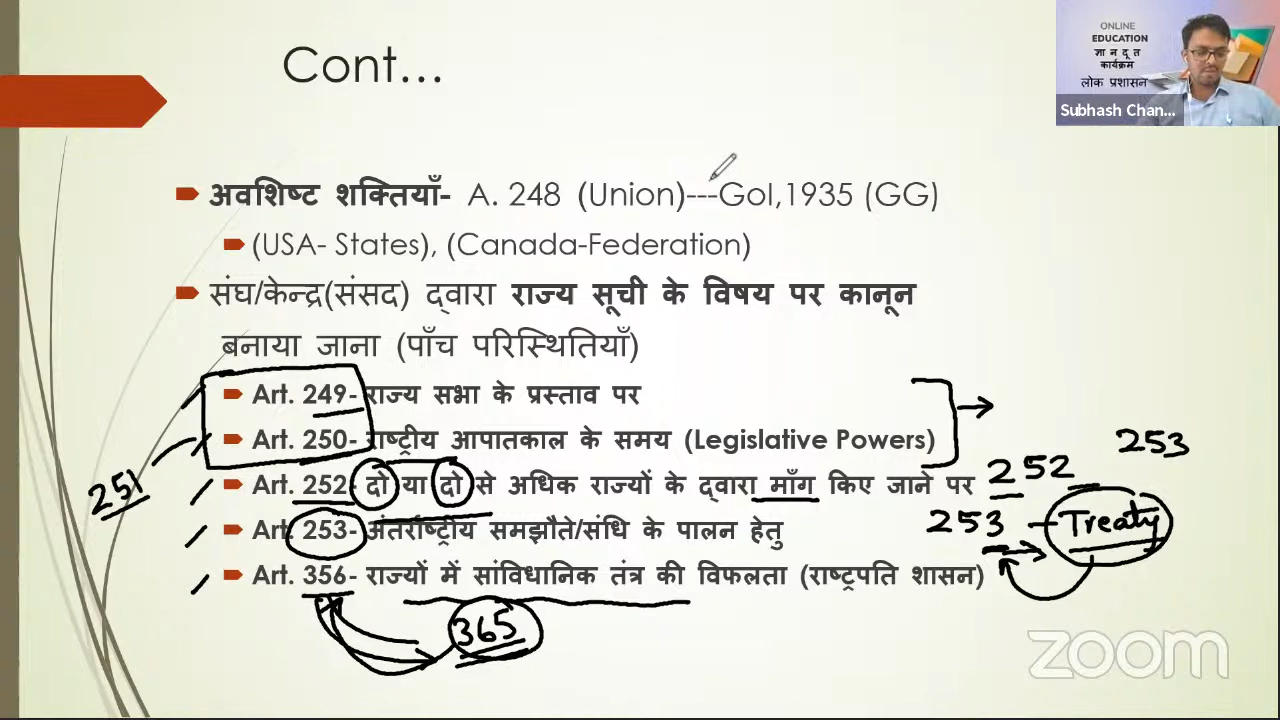 Cont...
ONLINE
EDUCATION
ज्ञा न दू त
कार्यक्रम
लोक प्रशासन
Subhash Chan...
अवशिष्ट शक्तियाँ- A. 248 (Union)---GoI,1935 (GG)
(USA- States), (Canada-Federation)
संघ/केन्द्र(संसद) द्वारा राज्य सूची के विषय पर कानून
बनाया जाना (पाँच परिस्थितियाँ)
Art. 249- राज्य सभा के प्रस्ताव पर
Art. 250- राष्ट्रीय आपातकाल के समय (Legislative Powers)
253
251
Art. 252- दो या दो से अधिक राज्यों के द्वारा माँग किए जाने पर
252
Art. 253- अंतर्राष्ट्रीय समझौते/संधि के पालन हेतु
253 - Treaty
Art. 356- राज्यों में सांविधानिक तंत्र की विफलता (राष्ट्रपति शासन)
365
zoom